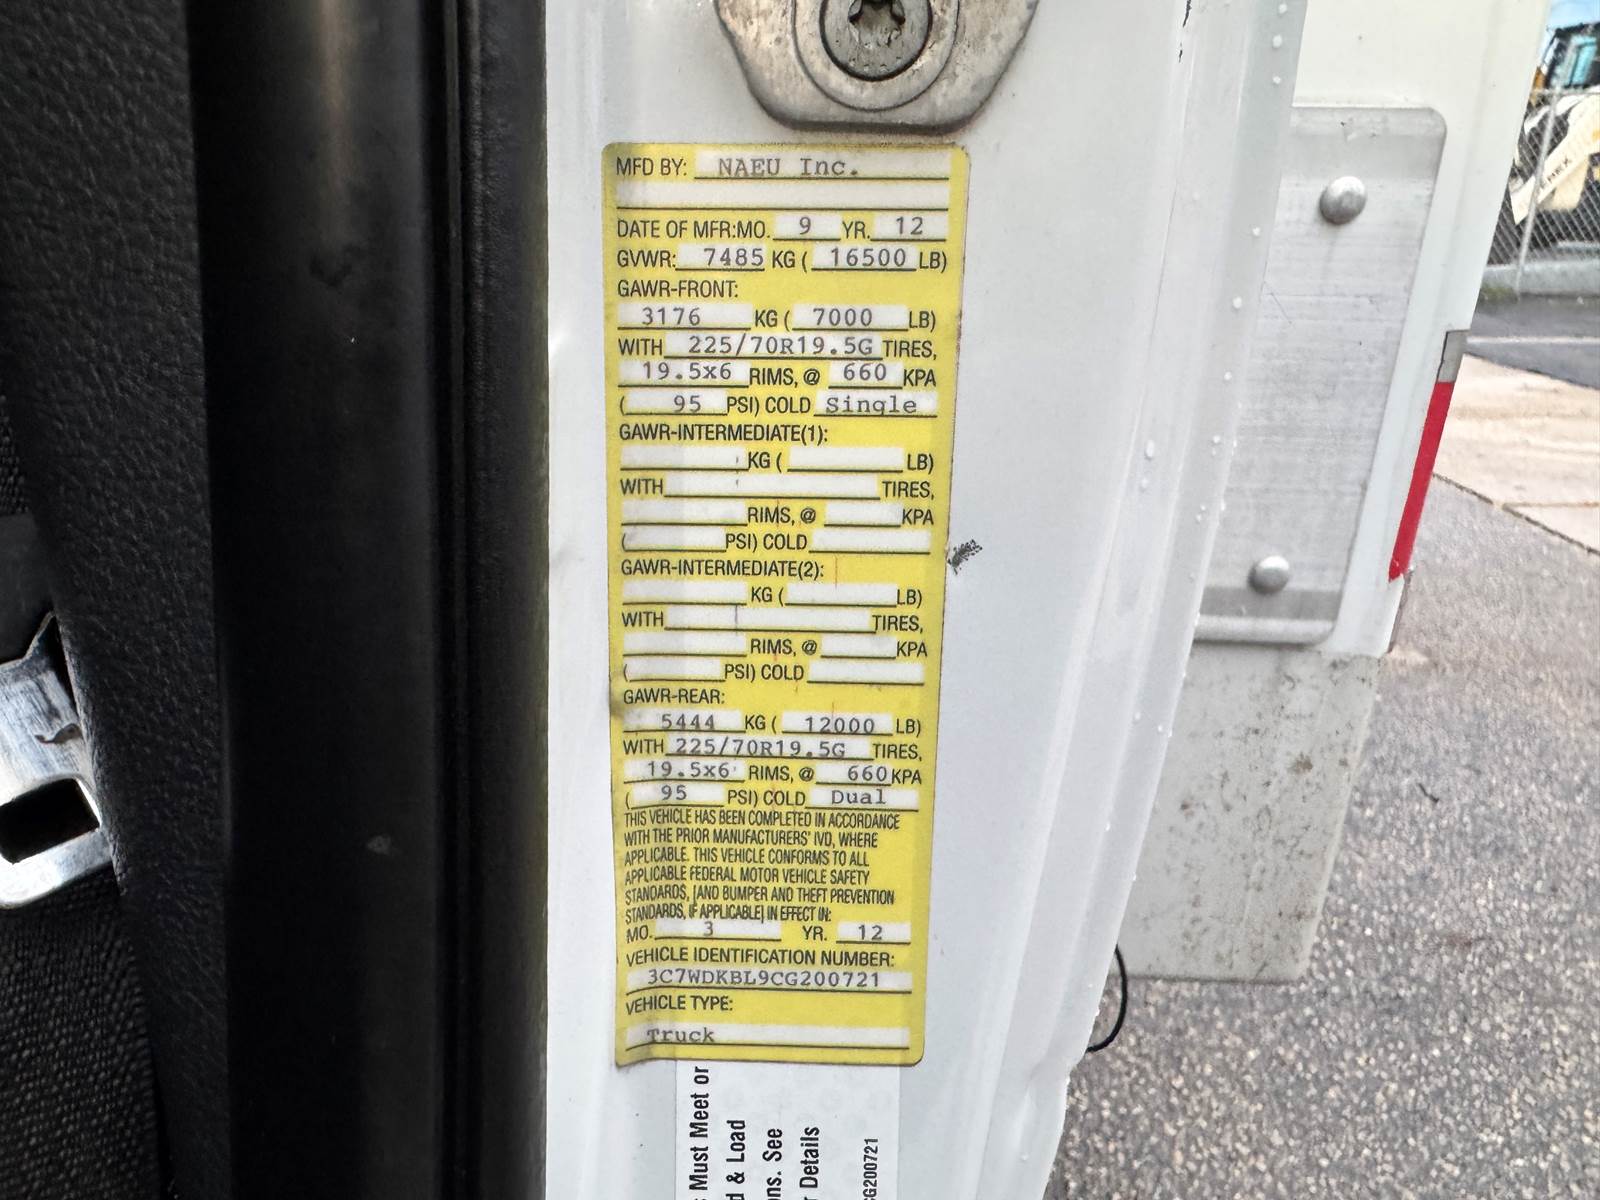 MFD BY: NAEU Inc.
DATE OF MFR:MO. 9 YR. 12
GVWR: 7485 KG ( 16500 LB)
GAWR-FRONT:
3176 KG ( 7000 LB)
WITH 225/70R19.5G TIRES,
19.5x6 RIMS, @ 660 KPA
( 95 PSI) COLD Single
GAWR-INTERMEDIATE(1):
KG ( LB)
WITH TIRES,
RIMS, @ KPA
( PSI) COLD
GAWR-INTERMEDIATE(2):
KG ( LB)
WITH TIRES,
RIMS, @ KPA
( PSI) COLD
GAWR-REAR:
5444 KG ( 12000 LB)
WITH 225/70R19.5G TIRES,
19.5x6 RIMS, @ 660 KPA
( 95 PSI) COLD Dual
THIS VEHICLE HAS BEEN COMPLETED IN ACCORDANCE
WITH THE PRIOR MANUFACTURERS' IVD, WHERE
APPLICABLE. THIS VEHICLE CONFORMS TO ALL
APPLICABLE FEDERAL MOTOR VEHICLE SAFETY
STANDARDS, [AND BUMPER AND THEFT PREVENTION
STANDARDS, IF APPLICABLE] IN EFFECT IN:
MO. 3 YR. 12
VEHICLE IDENTIFICATION NUMBER:
3C7WDKBL9CG200721
VEHICLE TYPE:
Truck
Must Meet or
& Load
See
Details
G200721